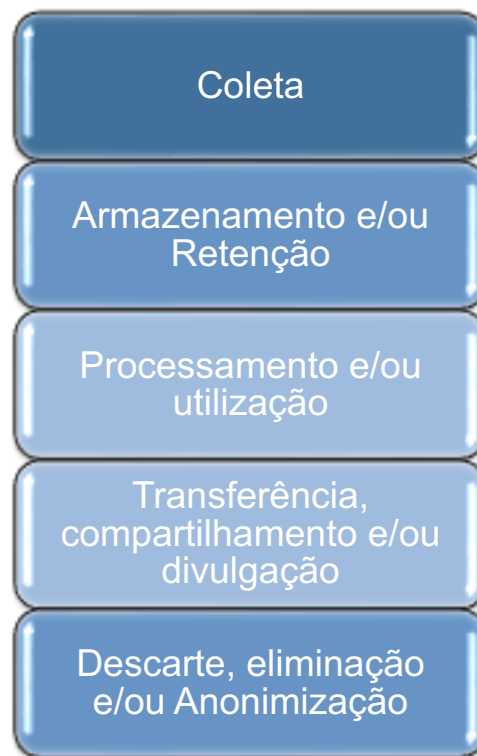 Coleta
Armazenamento e/ou
Retenção
Processamento e/ou
utilização
Transferência,
compartilhamento e/ou
divulgação
Descarte, eliminação
e/ou Anonimização